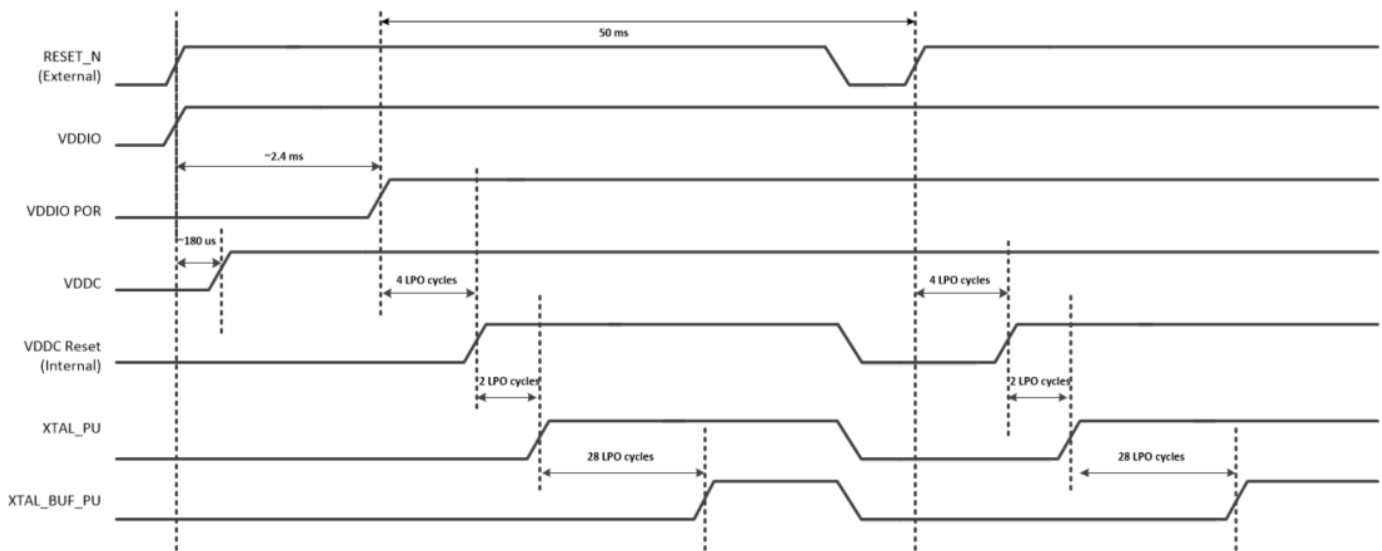 50 ms
RESET_N
(External)
VDDIO
~2.4 ms
VDDIO POR
~180 us
VDDC
4 LPO cycles
4 LPO cycles
VDDC Reset
(Internal)
2 LPO cycles
2 LPO cycles
XTAL_PU
28 LPO cycles
28 LPO cycles
XTAL_BUF_PU